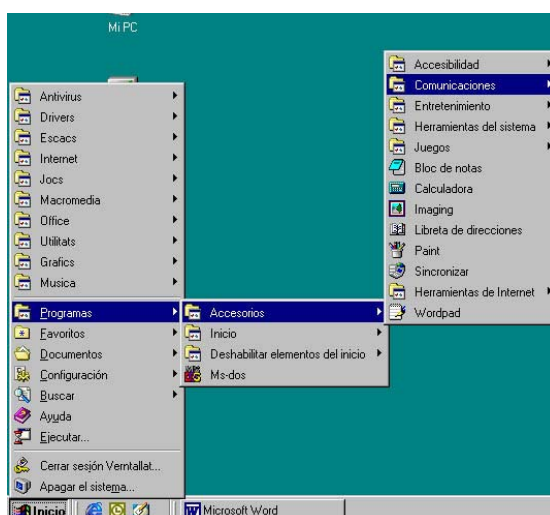 Mi PC
Antivirus
Drivers
Escacs
Internet
Jocs
Macromedia
Office
Utilitats
Grafics
Musica
Programas
Favoritos
Documentos
Configuración
Buscar
Ayuda
Ejecutar...
Cerrar sesión Verntallat...
Apagar el sistema...
Accesorios
Inicio
Deshabilitar elementos del inicio
Ms-dos
Accesibilidad
Comunicaciones
Entretenimiento
Herramientas del sistema
Juegos
Bloc de notas
Calculadora
Imaging
Libreta de direcciones
Paint
Sincronizar
Herramientas de Internet
Wordpad
Inicio
Microsoft Word